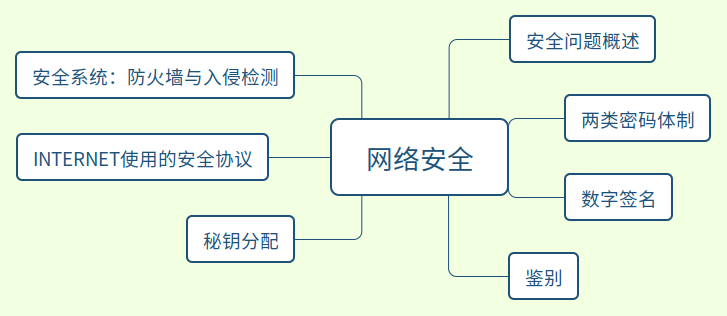 网络安全
安全问题概述
两类密码体制
数字签名
鉴别
秘钥分配
INTERNET使用的安全协议
安全系统：防火墙与入侵检测